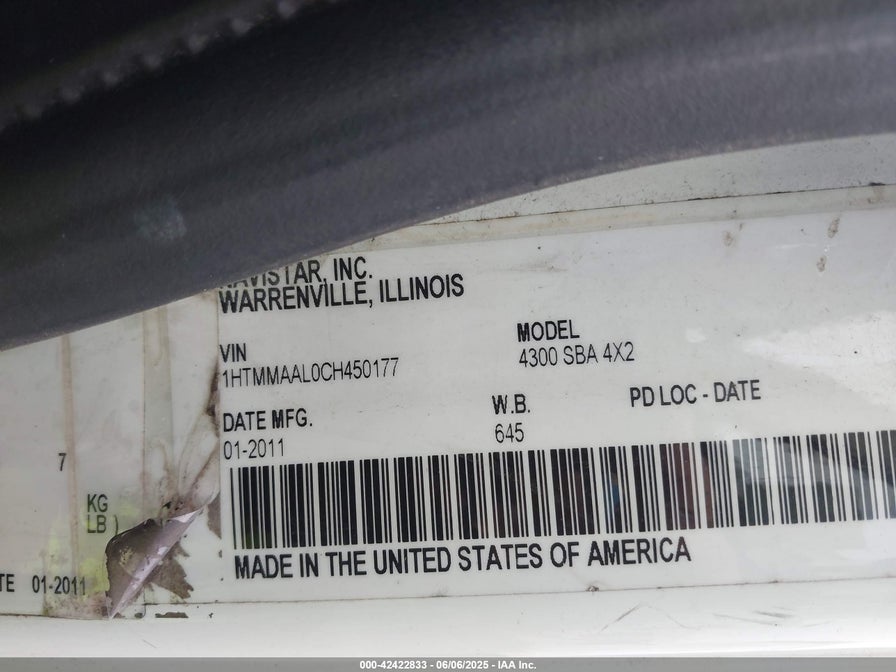 NAVISTAR, INC.
WARRENVILLE, ILLINOIS
VIN
1HTMMAAL0CH450177
MODEL
4300 SBA 4X2
DATE MFG.
01-2011
W.B.
645
PD LOC - DATE
7
KG
LB )
TE 01-2011
MADE IN THE UNITED STATES OF AMERICA
000-42422833 - 06/06/2025 - IAA Inc.